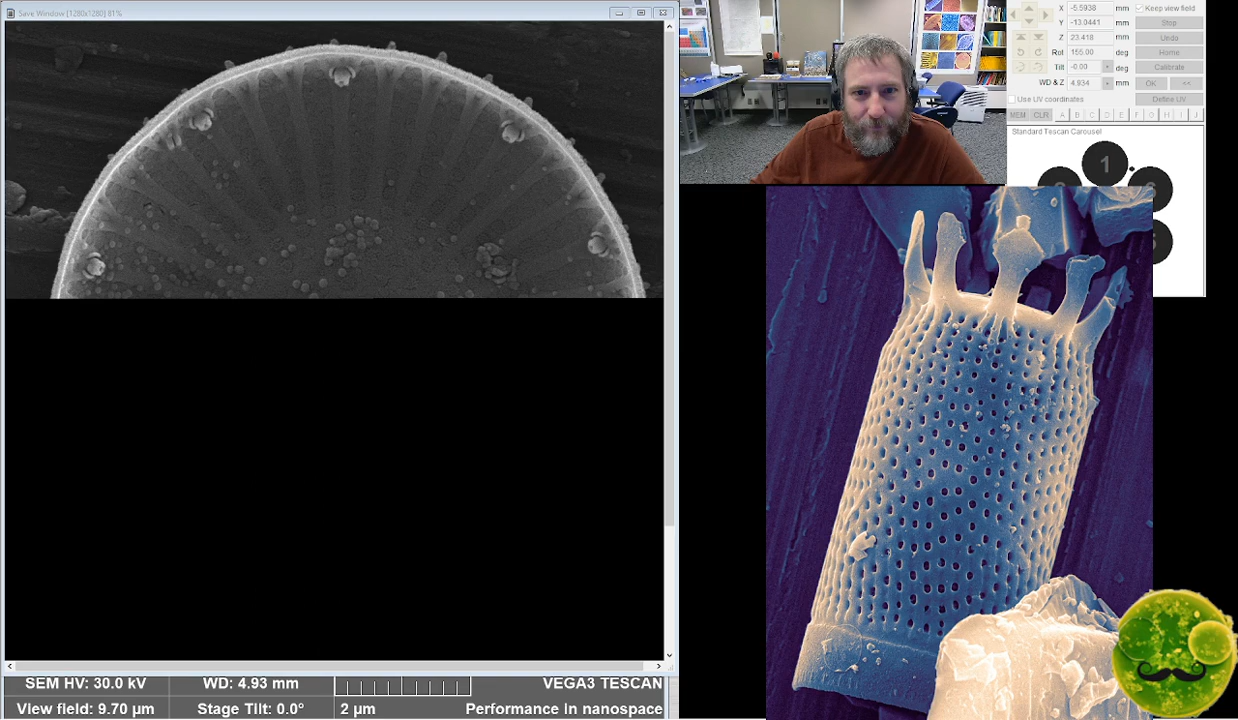 Save Window [1280x1280] 81%
SEM HV: 30.0 kV
WD: 4.93 mm
VEGA3 TESCAN
View field: 9.70 µm
Stage Tilt: 0.0°
2 µm
Performance in nanospace
X -5.5938 mm
Keep view field
Y -13.0441 mm
Stop
Z 23.418 mm
Undo
Rot 155.00 deg
Home
Tilt -0.00 deg
Calibrate
WD & Z 4.934 mm
OK <<
Use UV coordinates
Define UV
MEM CLR A B C D E F G H I J
Standard Tescan Carousel
1